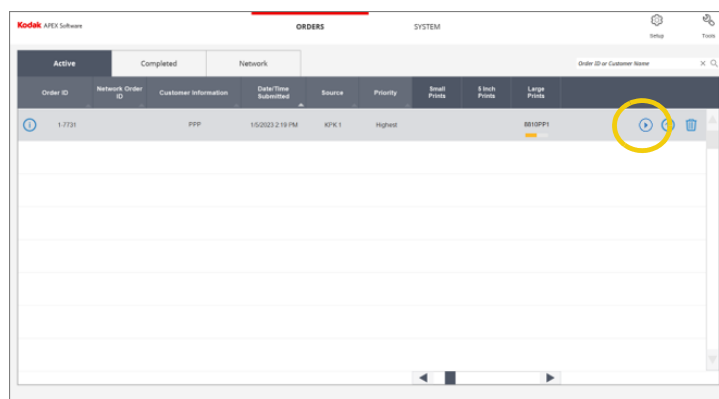 Kodak APEX Software
ORDERS
SYSTEM
Setup
Tools
Active
Completed
Network
Order ID or Customer Name
Order ID
Network Order ID
Customer Information
Date/Time Submitted
Source
Priority
Small Prints
5 Inch Prints
Large Prints
1-7731
PPP
1/5/2023 2:19 PM
KPK 1
Highest
8810PP1